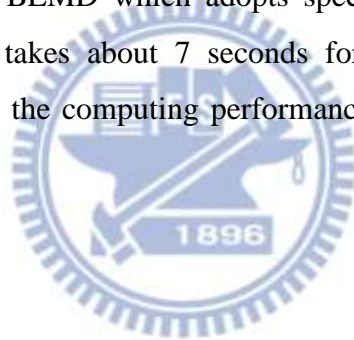 BEMD which adopts spec
takes about 7 seconds for
the computing performanc
1896